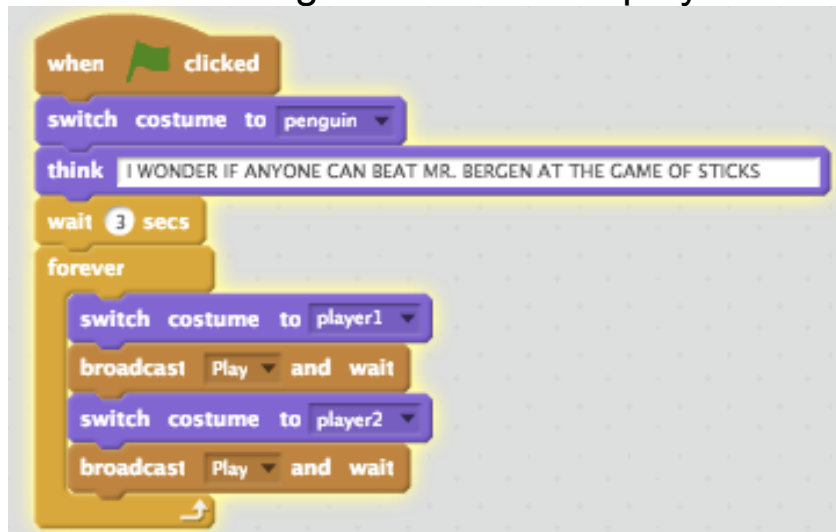 when clicked
switch costume to penguin
think I WONDER IF ANYONE CAN BEAT MR. BERGEN AT THE GAME OF STICKS
wait 3 secs
forever
switch costume to player1
broadcast Play and wait
switch costume to player2
broadcast Play and wait